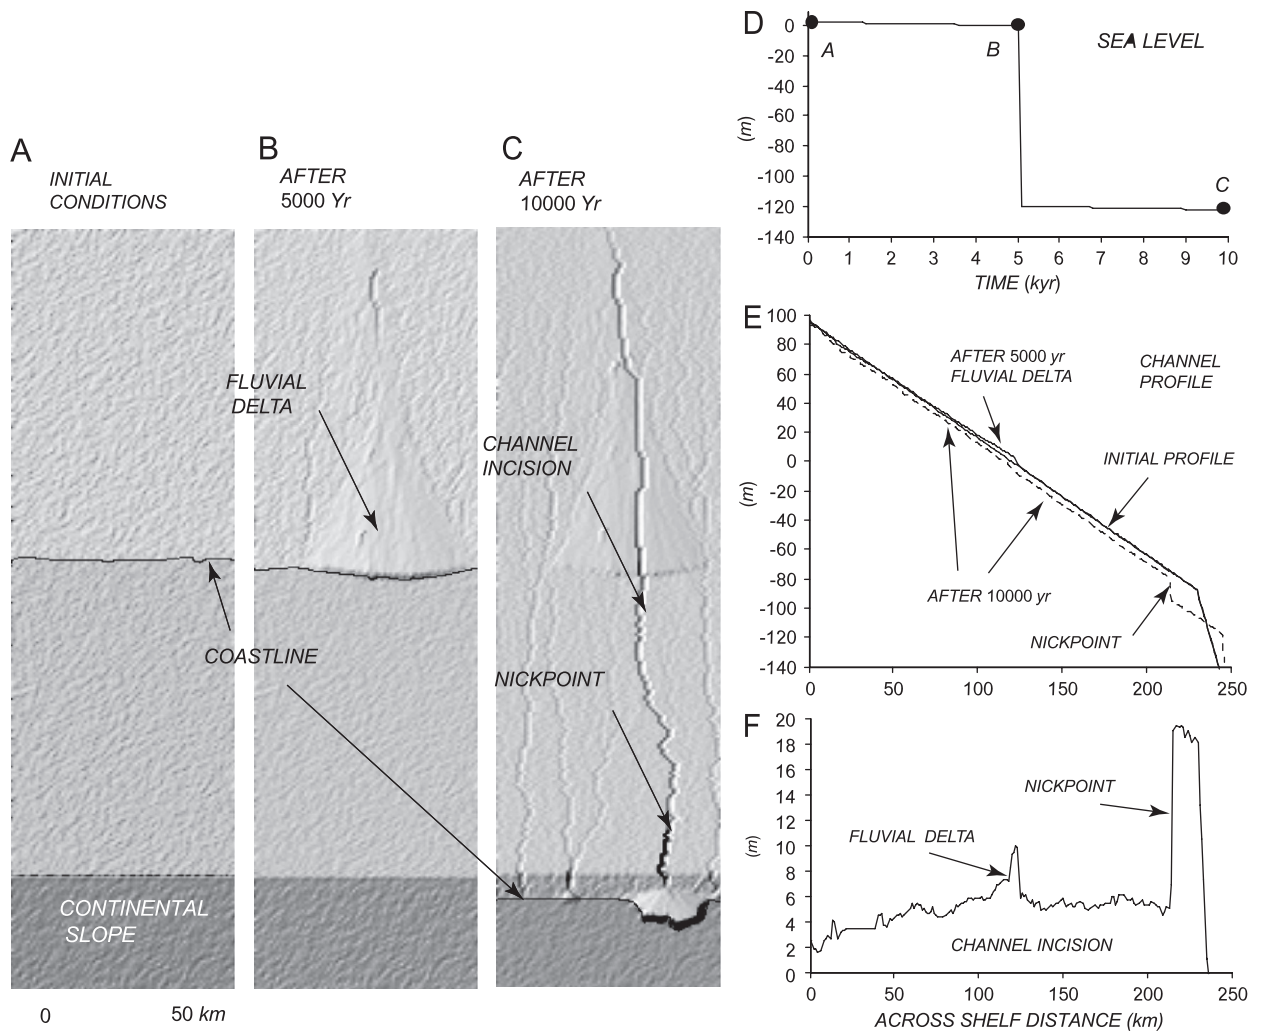 A
INITIAL
CONDITIONS
B
AFTER
5000 Yr
C
AFTER
10000 Yr
FLUVIAL
DELTA
CHANNEL
INCISION
COASTLINE
NICKPOINT
CONTINENTAL
SLOPE
0 50 km
D
SEA LEVEL
A
B
C
0
-20
-40
-60
-80
-100
-120
-140
(m)
0 1 2 3 4 5 6 7 8 9 10
TIME (kyr)
E
100
80
60
40
20
0
-20
-40
-60
-80
-100
-120
-140
(m)
AFTER 5000 yr
FLUVIAL DELTA
CHANNEL
PROFILE
INITIAL PROFILE
AFTER 10000 yr
NICKPOINT
0 50 100 150 200 250
F
20
18
16
14
12
10
8
6
4
2
0
(m)
NICKPOINT
FLUVIAL DELTA
CHANNEL INCISION
0 50 100 150 200 250
ACROSS SHELF DISTANCE (km)